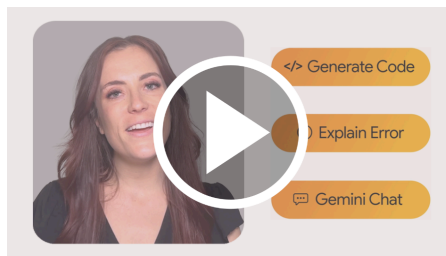 </> Generate Code
Explain Error
Gemini Chat